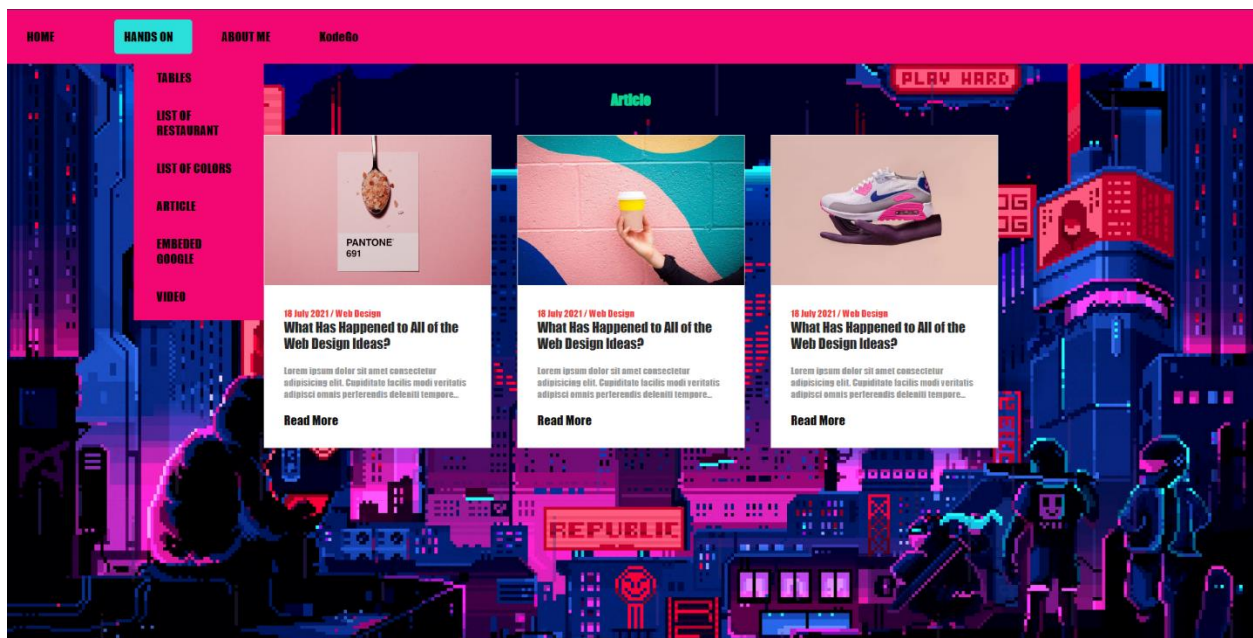 HOME
HANDS ON
ABOUT ME
KodeGo
TABLES
LIST OF
RESTAURANT
LIST OF COLORS
ARTICLE
EMBEDED
GOOGLE
VIDEO
PLAY HARD
Article
PANTONE
691
18 July 2021 / Web Design
What Has Happened to All of the
Web Design Ideas?
Lorem ipsum dolor sit amet consectetur
adipisicing elit. Cupiditate facilis modi veritatis
adipisci omnis perferendis deleniti tempore...
Read More
18 July 2021 / Web Design
What Has Happened to All of the
Web Design Ideas?
Lorem ipsum dolor sit amet consectetur
adipisicing elit. Cupiditate facilis modi veritatis
adipisci omnis perferendis deleniti tempore...
Read More
18 July 2021 / Web Design
What Has Happened to All of the
Web Design Ideas?
Lorem ipsum dolor sit amet consectetur
adipisicing elit. Cupiditate facilis modi veritatis
adipisci omnis perferendis deleniti tempore...
Read More
REPUBLIC